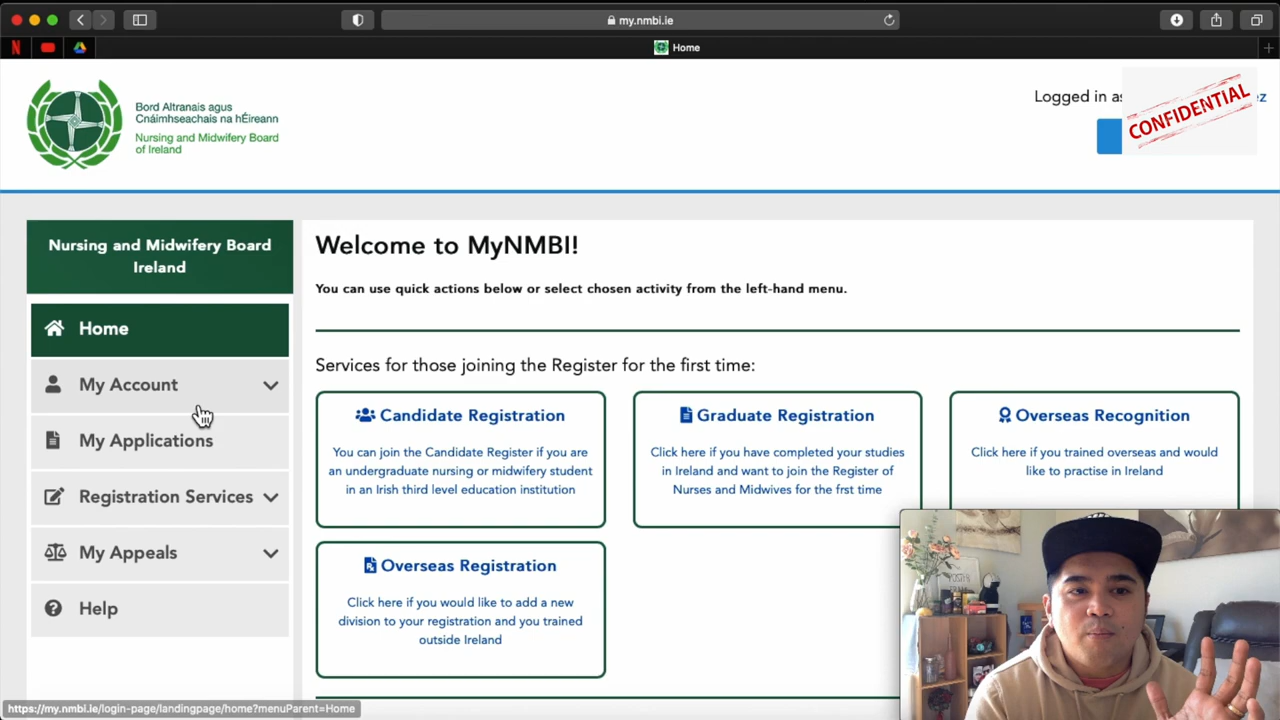 my.nmbi.ie
N
Home
Bord Altranais agus
Cnáimhseachais na hÉireann
Nursing and Midwifery Board
of Ireland
Logged in as
ez
CONFIDENTIAL
Nursing and Midwifery Board
Ireland
Home
My Account
My Applications
Registration Services
My Appeals
Help
Welcome to MyNMBI!
You can use quick actions below or select chosen activity from the left-hand menu.
Services for those joining the Register for the first time:
Candidate Registration
You can join the Candidate Register if you are
an undergraduate nursing or midwifery student
in an Irish third level education institution
Graduate Registration
Click here if you have completed your studies
in Ireland and want to join the Register of
Nurses and Midwives for the frst time
Overseas Recognition
Click here if you trained overseas and would
like to practise in Ireland
Overseas Registration
Click here if you would like to add a new
division to your registration and you trained
outside Ireland
https://my.nmbi.ie/login-page/landingpage/home?menuParent=Home